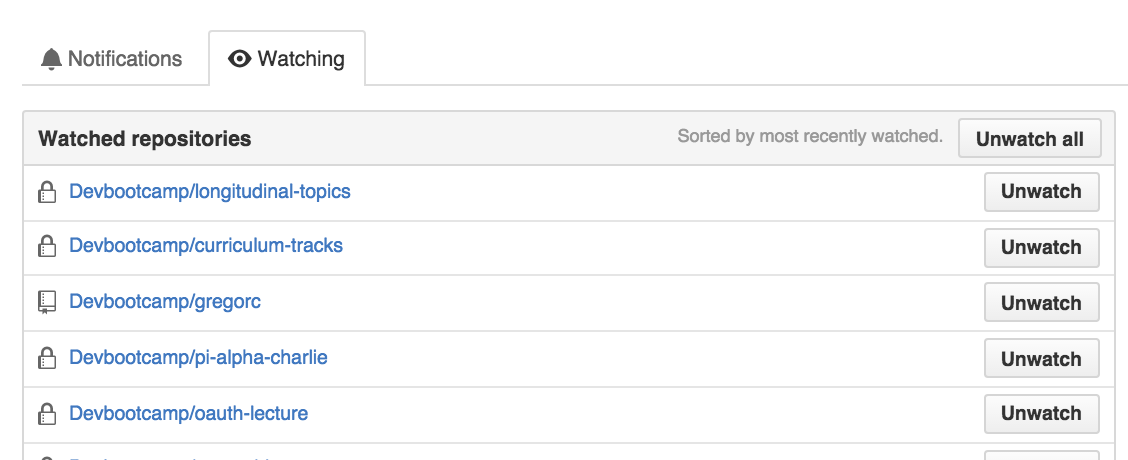 Notifications
Watching
Watched repositories
Sorted by most recently watched.
Unwatch all
Devbootcamp/longitudinal-topics
Unwatch
Devbootcamp/curriculum-tracks
Unwatch
Devbootcamp/gregorc
Unwatch
Devbootcamp/pi-alpha-charlie
Unwatch
Devbootcamp/oauth-lecture
Unwatch